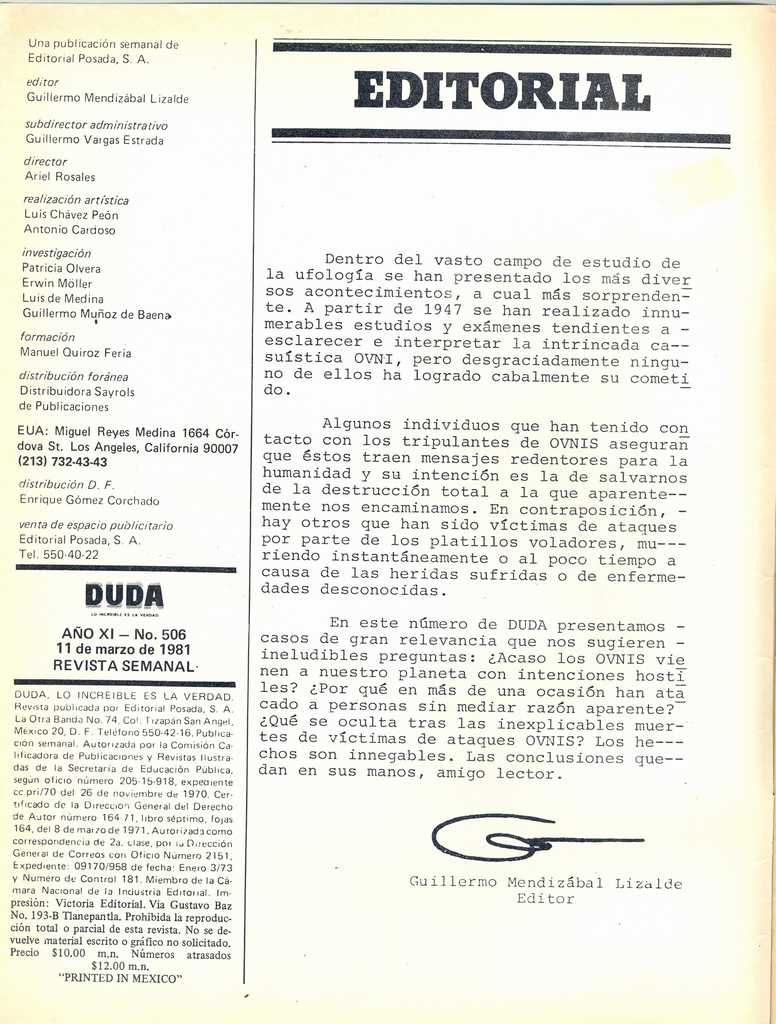 Una publicación semanal de
Editorial Posada, S. A.
editor
Guillermo Mendizábal Lizalde
subdirector administrativo
Guillermo Vargas Estrada
director
Ariel Rosales
realización artística
Luis Chávez Peón
Antonio Cardoso
investigación
Patricia Olvera
Erwin Möller
Luis de Medina
Guillermo Muñoz de Baena
formación
Manuel Quiroz Feria
distribución foránea
Distribuidora Sayrols
de Publicaciones
EUA: Miguel Reyes Medina 1664 Cór-
dova St. Los Angeles, California 90007
(213) 732-43-43
distribución D. F.
Enrique Gómez Corchado
venta de espacio publicitario
Editorial Posada, S. A.
Tel. 550-40-22
DUDA
LO INCREIBLE ES LA VERDAD
AÑO XI — No. 506
11 de marzo de 1981
REVISTA SEMANAL
DUDA, LO INCREIBLE ES LA VERDAD.
Revista publicada por Editorial Posada, S. A.
La Otra Banda No. 74, Col. Tizapán San Angel,
México 20, D. F. Teléfono 550-42-16. Publica-
ción semanal. Autorizada por la Comisión Ca-
lificadora de Publicaciones y Revistas Ilustra-
das de la Secretaría de Educación Pública,
según oficio número 205-15-918, expediente
cc.pri/70 del 26 de noviembre de 1970. Cer-
tificado de la Dirección General del Derecho
de Autor número 164-71, libro séptimo, fojas
164, del 8 de marzo de 1971. Autorizada como
correspondencia de 2a. clase, por la Dirección
General de Correos con Oficio Número 2151,
Expediente: 09170/958 de fecha: Enero 3/73
y Número de Control 181. Miembro de la Cá-
mara Nacional de la Industria Editorial. Im-
presión: Victoria Editorial. Via Gustavo Baz
No. 193-B Tlanepantla. Prohibida la reproduc-
ción total o parcial de esta revista. No se de-
vuelve material escrito o gráfico no solicitado.
Precio $10.00 m.n. Números atrasados
$12.00 m.n.
"PRINTED IN MEXICO"
EDITORIAL
Dentro del vasto campo de estudio de
la ufología se han presentado los más diver
sos acontecimientos, a cual más sorprenden-
te. A partir de 1947 se han realizado innu-
merables estudios y exámenes tendientes a -
esclarecer e interpretar la intrincada ca--
suística OVNI, pero desgraciadamente ningu-
no de ellos ha logrado cabalmente su cometi
do.
Algunos individuos que han tenido con
tacto con los tripulantes de OVNIS aseguran
que éstos traen mensajes redentores para la
humanidad y su intención es la de salvarnos
de la destrucción total a la que aparente--
mente nos encaminamos. En contraposición, -
hay otros que han sido víctimas de ataques
por parte de los platillos voladores, mu---
riendo instantáneamente o al poco tiempo a
causa de las heridas sufridas o de enferme-
dades desconocidas.
En este número de DUDA presentamos -
casos de gran relevancia que nos sugieren -
ineludibles preguntas: ¿Acaso los OVNIS vie
nen a nuestro planeta con intenciones hosti
les? ¿Por qué en más de una ocasión han ata
cado a personas sin mediar razón aparente?
¿Qué se oculta tras las inexplicables muer-
tes de víctimas de ataques OVNIS? Los he---
chos son innegables. Las conclusiones que--
dan en sus manos, amigo lector.
Guillermo Mendizábal Lizalde
Editor